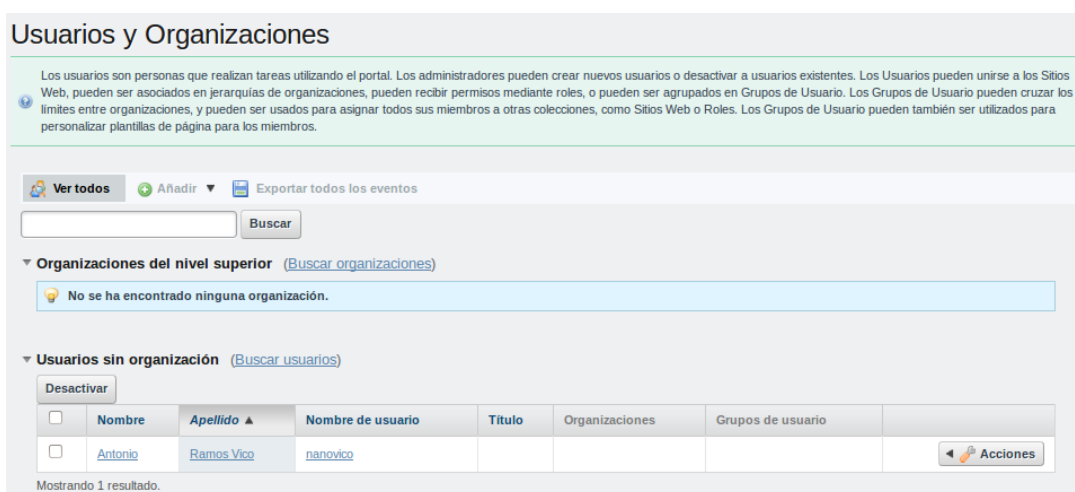 Usuarios y Organizaciones
Los usuarios son personas que realizan tareas utilizando el portal. Los administradores pueden crear nuevos usuarios o desactivar a usuarios existentes. Los Usuarios pueden unirse a los Sitios
Web, pueden ser asociados en jerarquías de organizaciones, pueden recibir permisos mediante roles, o pueden ser agrupados en Grupos de Usuario. Los Grupos de Usuario pueden cruzar los
límites entre organizaciones, y pueden ser usados para asignar todos sus miembros a otras colecciones, como Sitios Web o Roles. Los Grupos de Usuario pueden también ser utilizados para
personalizar plantillas de página para los miembros.
Ver todos Añadir Exportar todos los eventos
Buscar
Organizaciones del nivel superior (Buscar organizaciones)
No se ha encontrado ninguna organización.
Usuarios sin organización (Buscar usuarios)
Desactivar
Nombre Apellido Nombre de usuario Título Organizaciones Grupos de usuario
Antonio Ramos Vico nanovico Acciones
Mostrando 1 resultado.